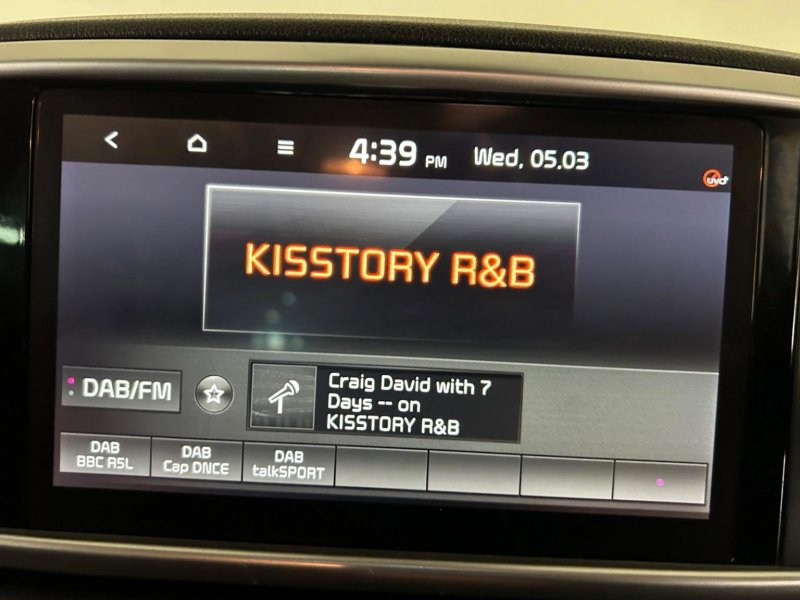 4:39 PM Wed, 05.03
UVO+
KISSTORY R&B
DAB/FM
Craig David with 7
Days -- on
KISSTORY R&B
DAB
BBC R5L
DAB
Cap DNCE
DAB
talkSPORT